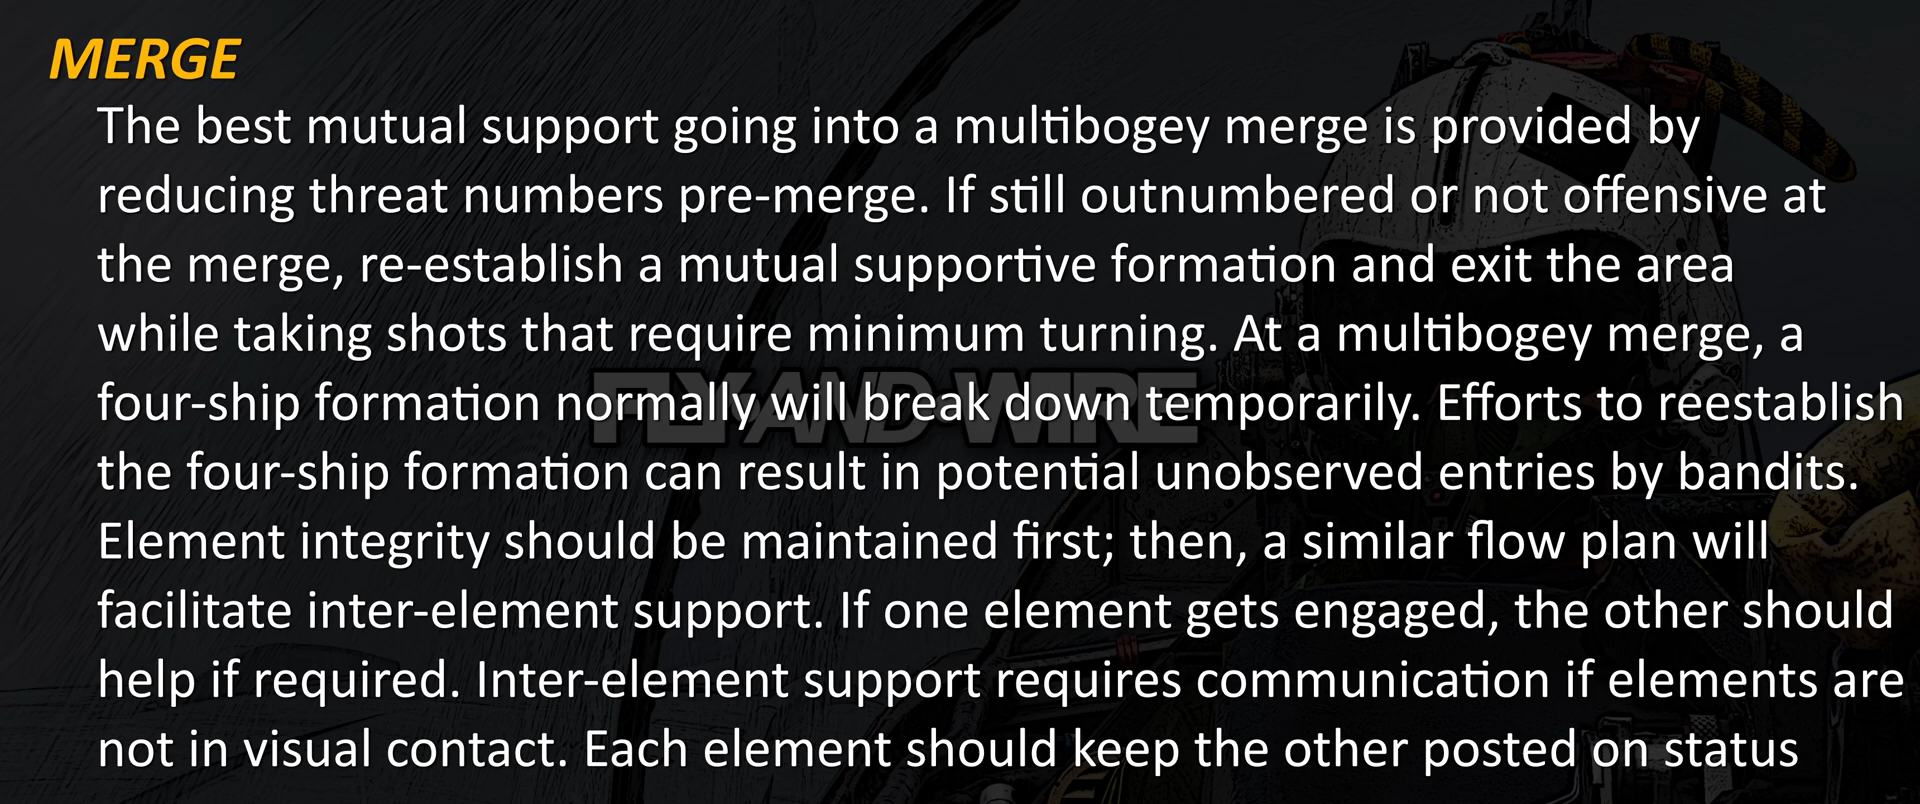 MERGE
The best mutual support going into a multibogey merge is provided by
reducing threat numbers pre-merge. If still outnumbered or not offensive at
the merge, re-establish a mutual supportive formation and exit the area
while taking shots that require minimum turning. At a multibogey merge, a
four-ship formation normally will break down temporarily. Efforts to reestablish
FLY AND WIRE
the four-ship formation can result in potential unobserved entries by bandits.
Element integrity should be maintained first; then, a similar flow plan will
facilitate inter-element support. If one element gets engaged, the other should
help if required. Inter-element support requires communication if elements are
not in visual contact. Each element should keep the other posted on status